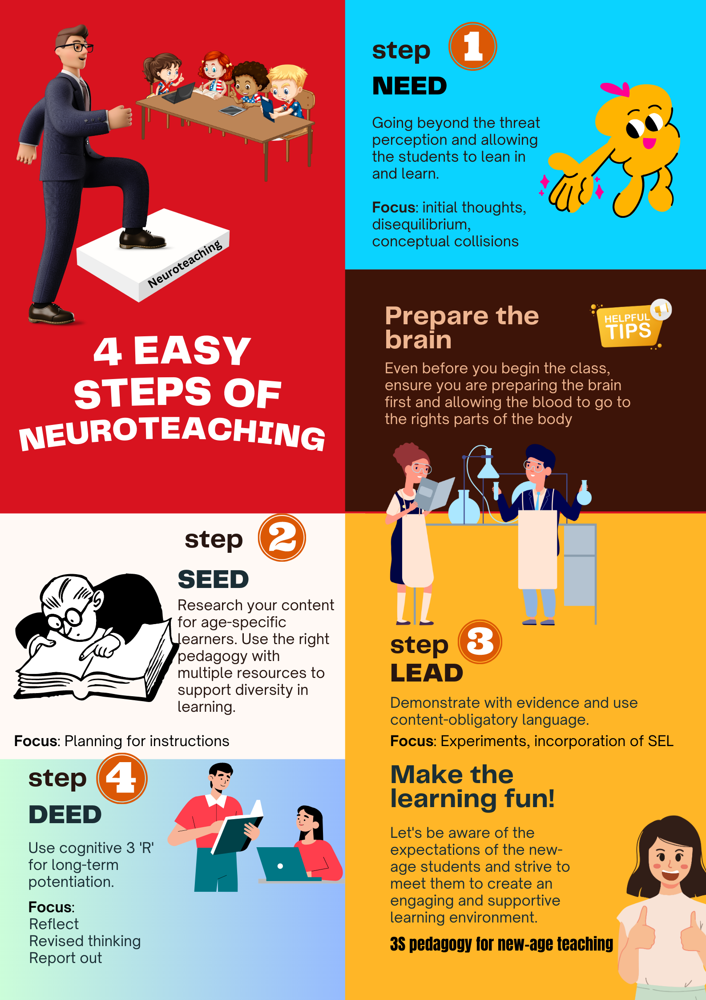 Neuroteaching
4 EASY
STEPS OF
NEUROTEACHING
step 1
NEED
Going beyond the threat
perception and allowing
the students to lean in
and learn.
Focus: initial thoughts,
disequilibrium,
conceptual collisions
Prepare the
brain
HELPFUL
TIPS
Even before you begin the class,
ensure you are preparing the brain
first and allowing the blood to go to
the rights parts of the body
step 2
SEED
Research your content
for age-specific
learners. Use the right
pedagogy with
multiple resources to
support diversity in
learning.
Focus: Planning for instructions
step 3
LEAD
Demonstrate with evidence and use
content-obligatory language.
Focus: Experiments, incorporation of SEL
step 4
DEED
Use cognitive 3 'R'
for long-term
potentiation.
Focus:
Reflect
Revised thinking
Report out
Make the
learning fun!
Let's be aware of the
expectations of the new-
age students and strive to
meet them to create an
engaging and supportive
learning environment.
3S pedagogy for new-age teaching